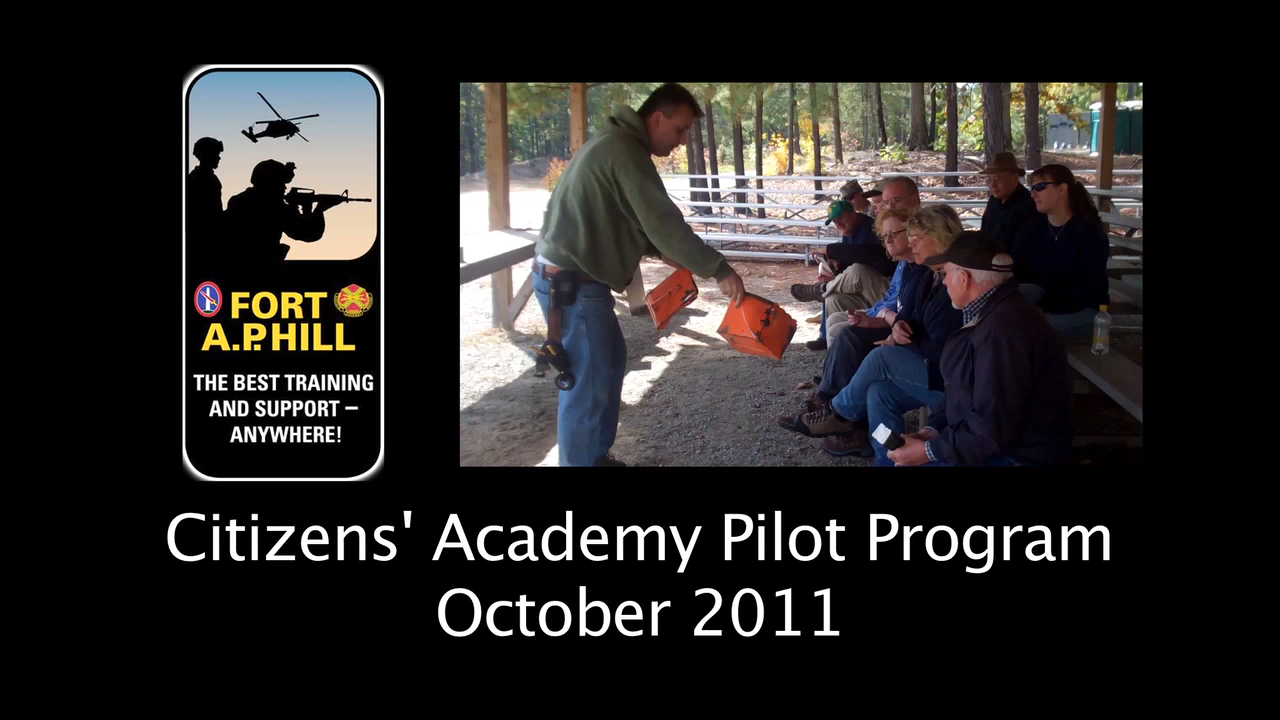 FORT
A.P. HILL
THE BEST TRAINING
AND SUPPORT –
ANYWHERE!
Citizens' Academy Pilot Program
October 2011